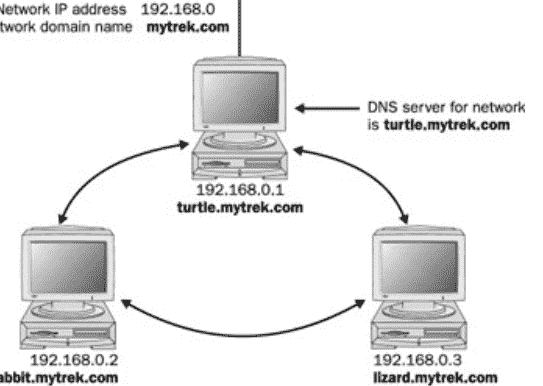 Network IP address 192.168.0
twork domain name mytrek.com
DNS server for network
is turtle.mytrek.com
192.168.0.1
turtle.mytrek.com
192.168.0.2
abbit.mytrek.com
192.168.0.3
lizard.mytrek.com